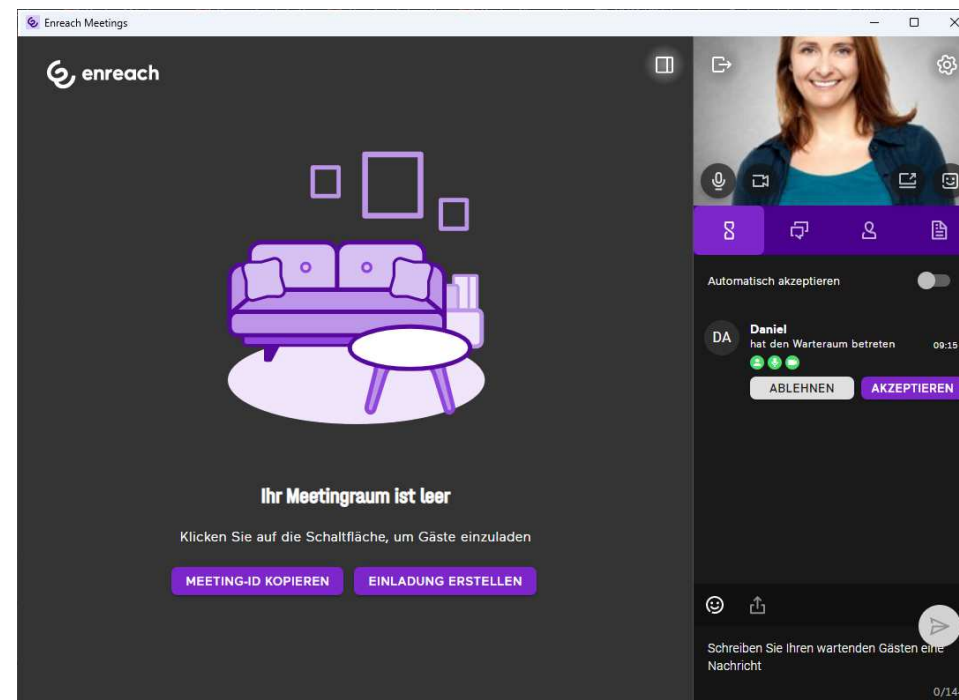 Enreach Meetings
enreach
Ihr Meetingraum ist leer
Klicken Sie auf die Schaltfläche, um Gäste einzuladen
MEETING-ID KOPIEREN
EINLADUNG ERSTELLEN
Automatisch akzeptieren
DA
Daniel
hat den Warteraum betreten
09:15
ABLEHNEN
AKZEPTIEREN
Schreiben Sie Ihren wartenden Gästen eine
Nachricht